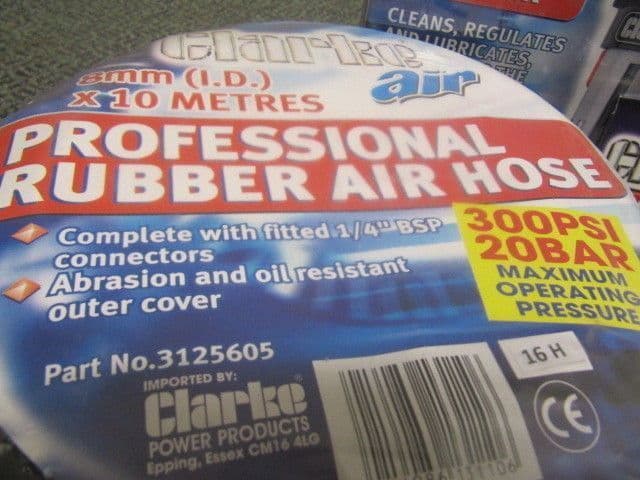 Clarke
air
8mm (I.D.)
X 10 METRES
PROFESSIONAL
RUBBER AIR HOSE
Complete with fitted 1/4" BSP
connectors
Abrasion and oil resistant
outer cover
300PSI
20BAR
MAXIMUM
OPERATING
PRESSURE
Part No.3125605
16 H
IMPORTED BY:
Clarke
POWER PRODUCTS
Epping, Essex CM16 4LG
CE
CLEANS, REGULATES
AND LUBRICATES,
THE